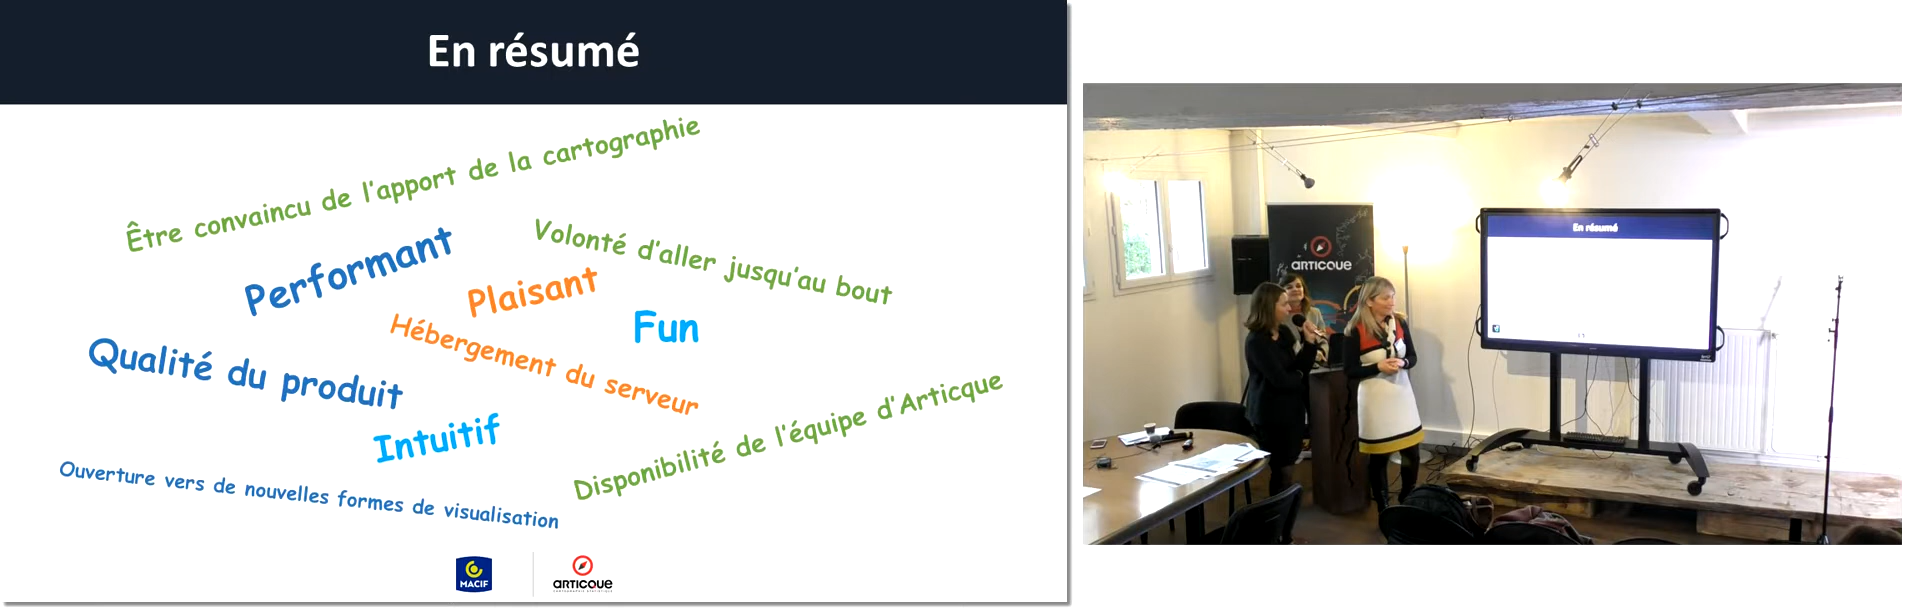 En résumé
Être convaincu de l'apport de la cartographie
Performant
Volonté d'aller jusqu'au bout
Plaisant
Fun
Hébergement du serveur
Qualité du produit
Intuitif
Disponibilité de l'équipe d'Articque
Ouverture vers de nouvelles formes de visualisation
MACIF
ARTICQUE
CARTOGRAPHIE STATISTIQUE
ARTICQUE
En résumé